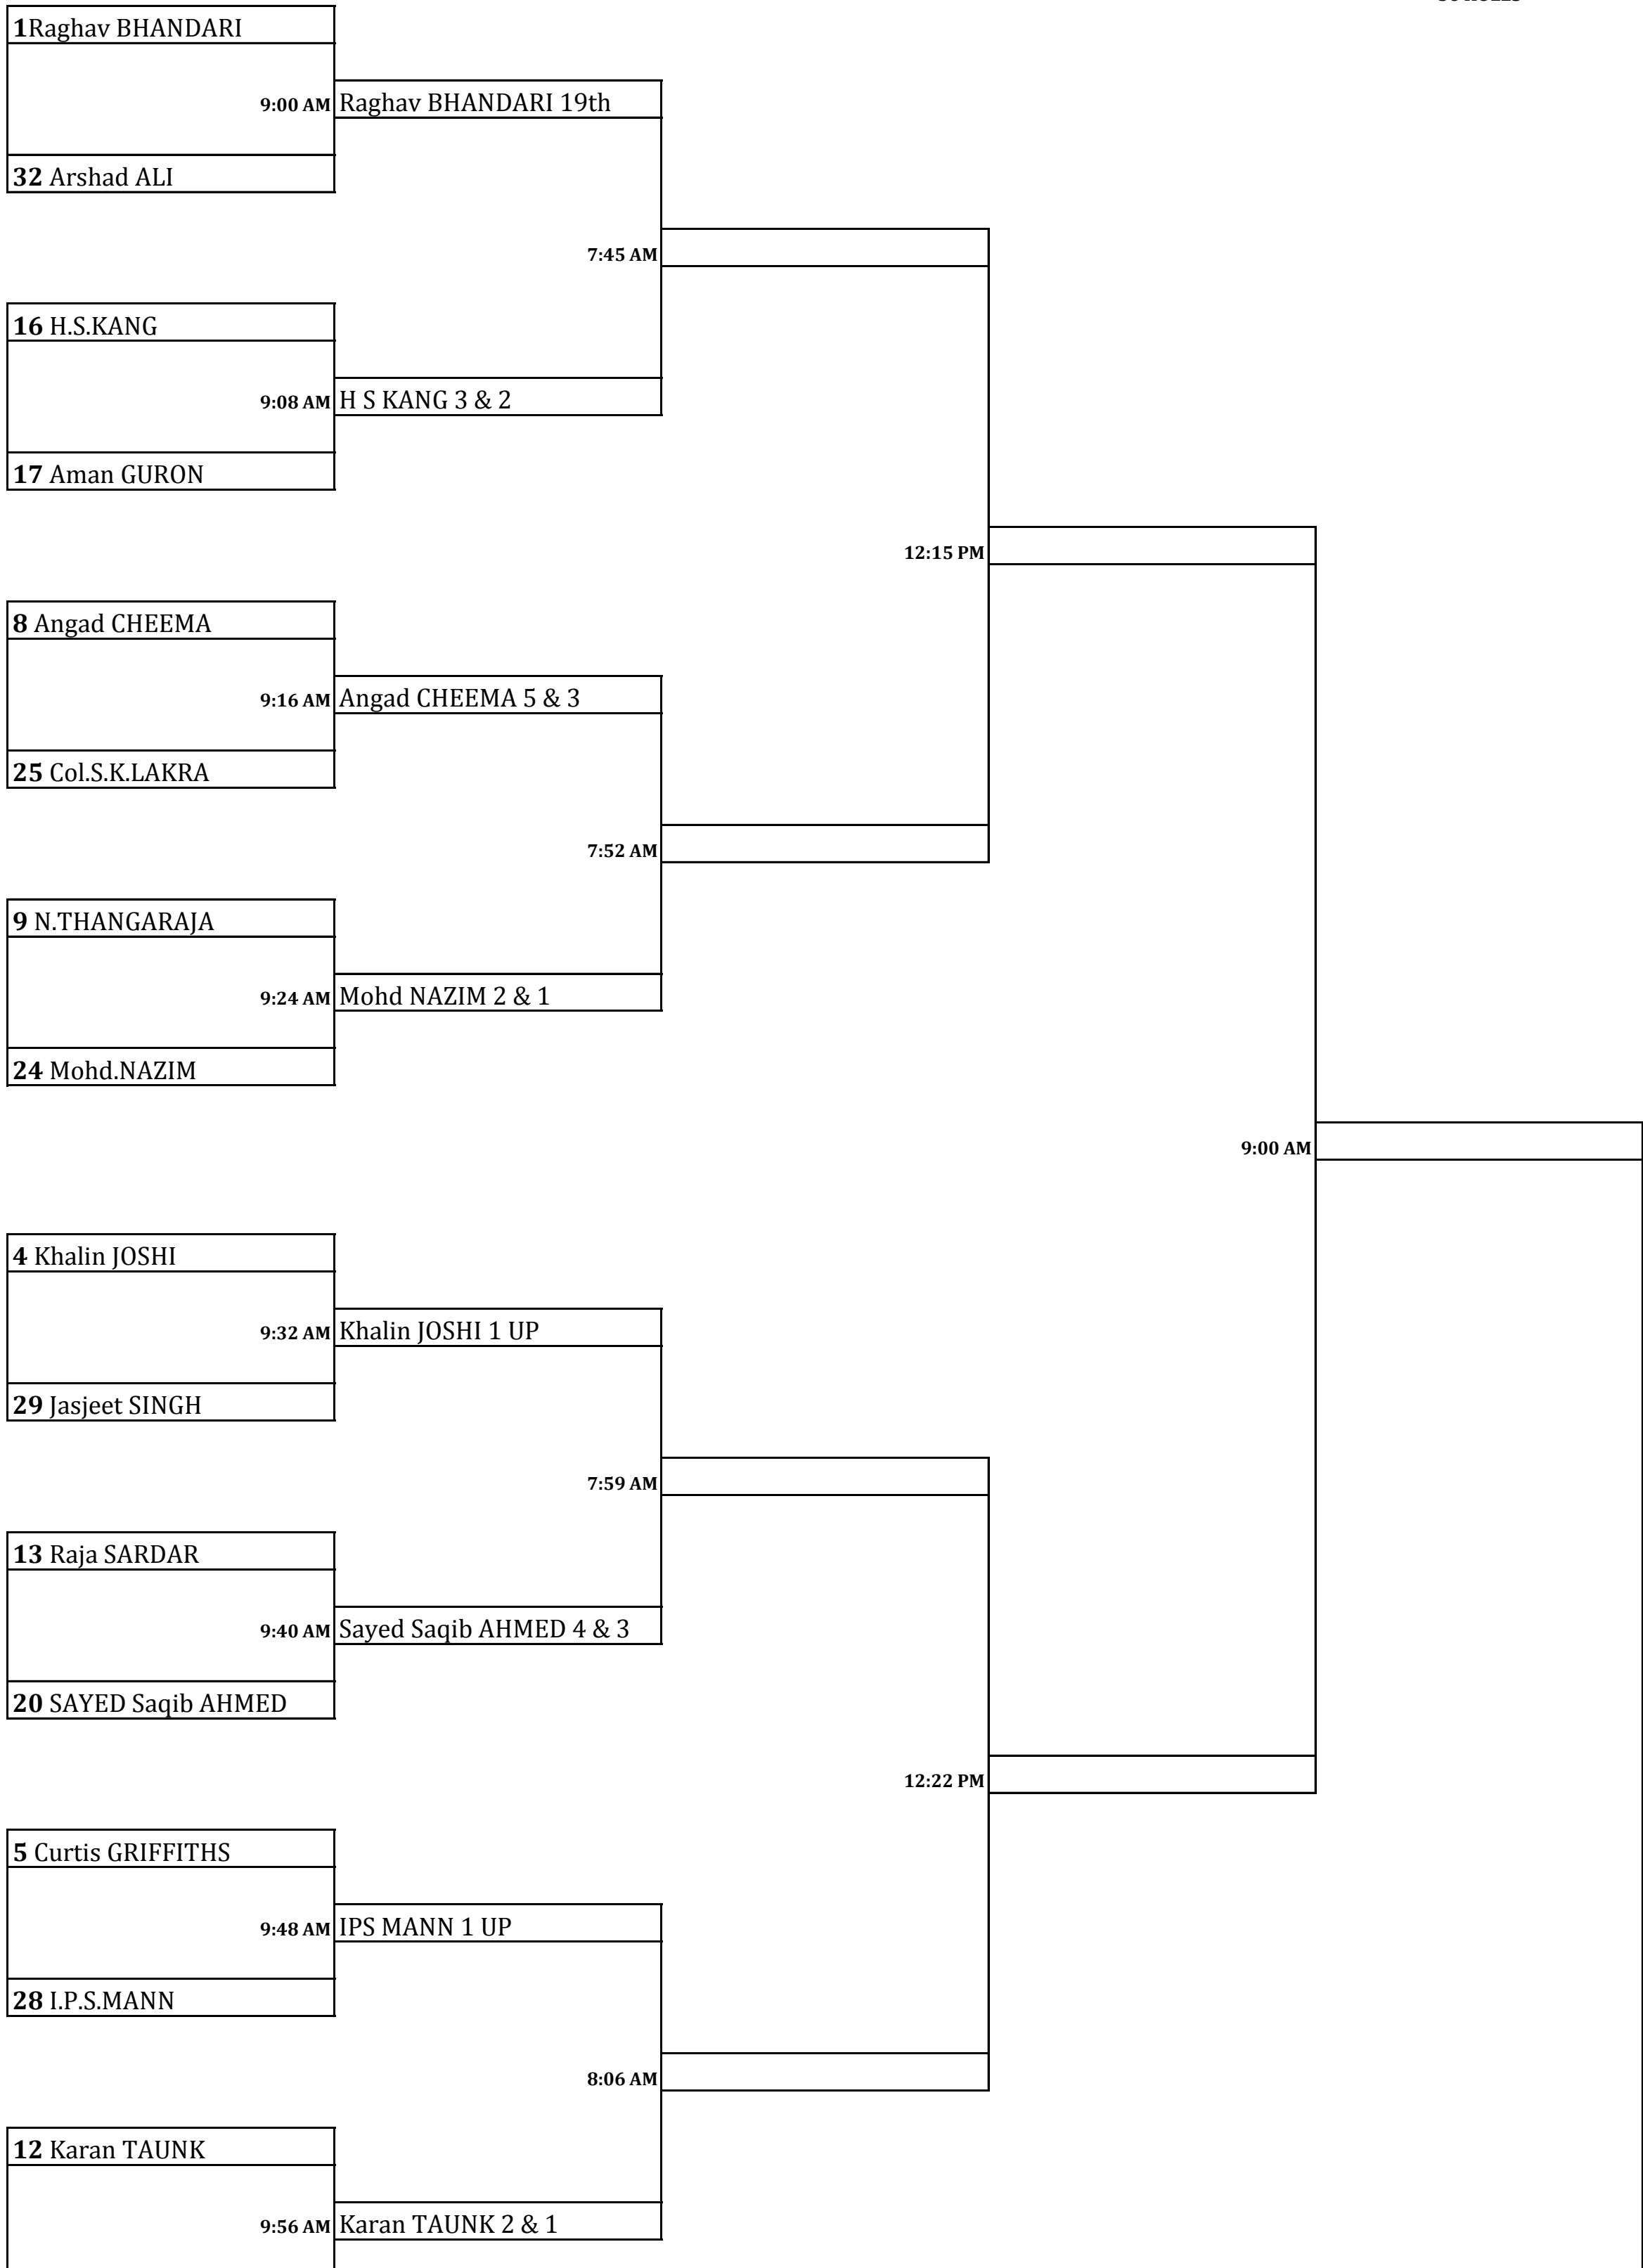 1Raghav BHANDARI
9:00 AM Raghav BHANDARI 19th
32 Arshad ALI
7:45 AM
16 H.S.KANG
9:08 AM H S KANG 3 & 2
17 Aman GURON
12:15 PM
8 Angad CHEEMA
9:16 AM Angad CHEEMA 5 & 3
25 Col.S.K.LAKRA
7:52 AM
9 N.THANGARAJA
9:24 AM Mohd NAZIM 2 & 1
24 Mohd.NAZIM
9:00 AM
4 Khalin JOSHI
9:32 AM Khalin JOSHI 1 UP
29 Jasjeet SINGH
7:59 AM
13 Raja SARDAR
9:40 AM Sayed Saqib AHMED 4 & 3
20 SAYED Saqib AHMED
12:22 PM
5 Curtis GRIFFITHS
9:48 AM IPS MANN 1 UP
28 I.P.S.MANN
8:06 AM
12 Karan TAUNK
9:56 AM Karan TAUNK 2 & 1